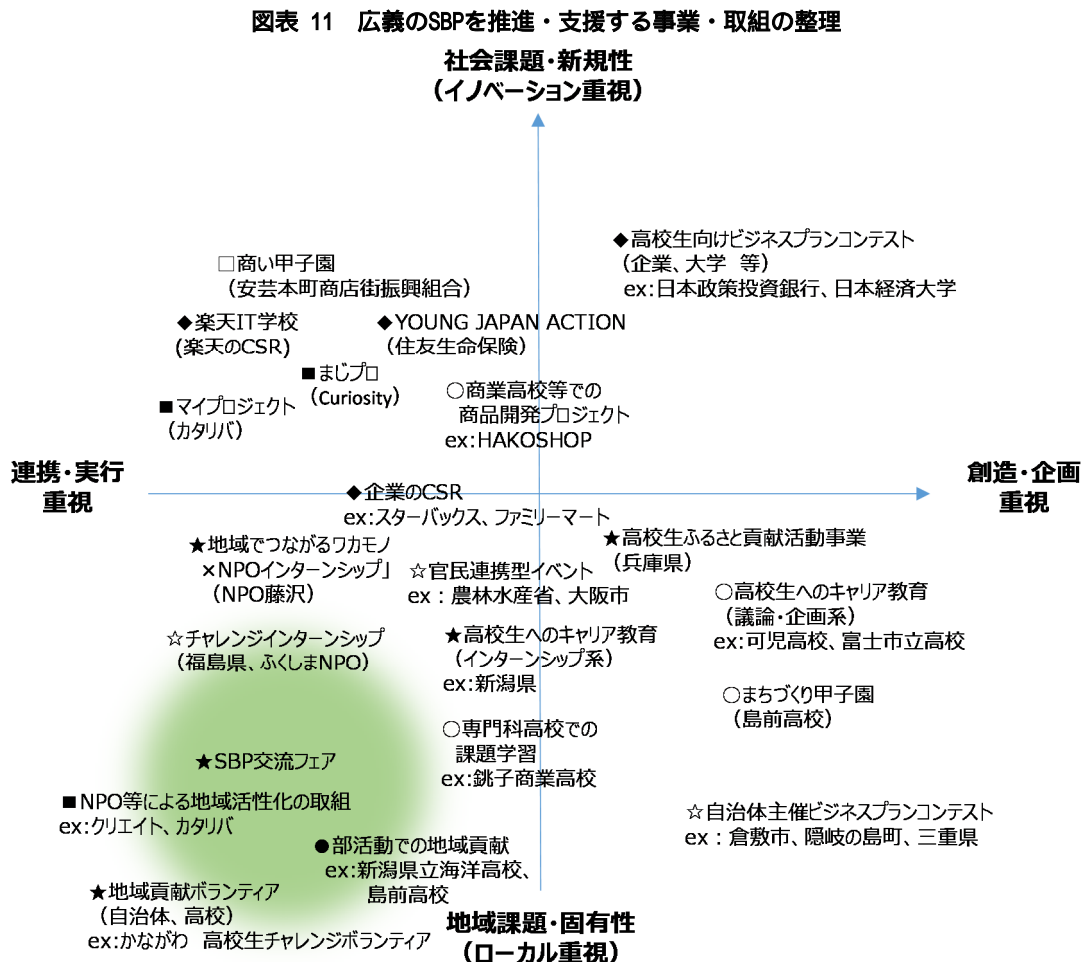 図表 11 広義のSBPを推進・支援する事業・取組の整理
社会課題・新規性
（イノベーション重視）
◆高校生向けビジネスプランコンテスト
（企業、大学 等）
ex:日本政策投資銀行、日本経済大学
□商い甲子園
（安芸本町商店街振興組合）
◆楽天IT学校
(楽天のCSR)
◆YOUNG JAPAN ACTION
（住友生命保険）
■まじプロ
（Curiosity）
■マイプロジェクト
（カタリバ）
○商業高校等での
商品開発プロジェクト
ex:HAKOSHOP
連携・実行
重視
創造・企画
重視
◆企業のCSR
ex:スターバックス、ファミリーマート
★地域でつながるワカモノ
×NPOインターンシップ」
（NPO藤沢）
☆官民連携型イベント
ex：農林水産省、大阪市
★高校生ふるさと貢献活動事業
（兵庫県）
○高校生へのキャリア教育
（議論・企画系）
ex:可児高校、富士市立高校
☆チャレンジインターンシップ
（福島県、ふくしまNPO）
★高校生へのキャリア教育
（インターンシップ系）
ex:新潟県
○まちづくり甲子園
（島前高校）
○専門科高校での
課題学習
ex:銚子商業高校
★SBP交流フェア
■NPO等による地域活性化の取組
ex:クリエイト、カタリバ
☆自治体主催ビジネスプランコンテスト
ex：倉敷市、隠岐の島町、三重県
●部活動での地域貢献
ex:新潟県立海洋高校、
島前高校
★地域貢献ボランティア
（自治体、高校）
ex:かながわ 高校生チャレンジボランティア
地域課題・固有性
（ローカル重視）